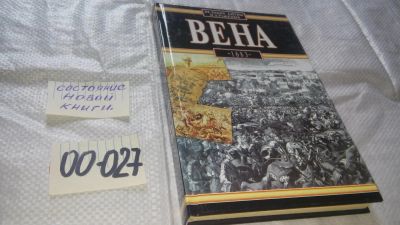 ВЕНА
1683
СОСТОЯНИЕ
НОВОЙ
КНИГИ.
00-027